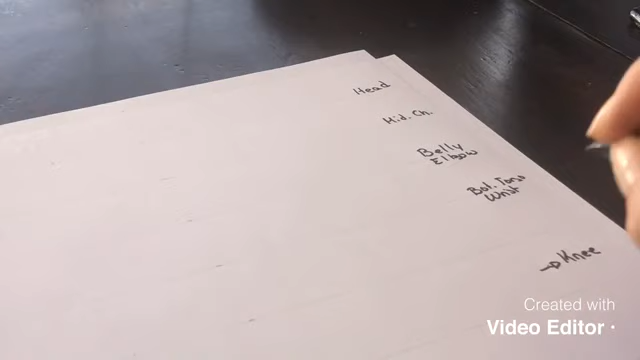 Head
Mid. Ch.
Belly
Elbow
Bot. Torso
Wrist
→Knee
Created with
Video Editor ·